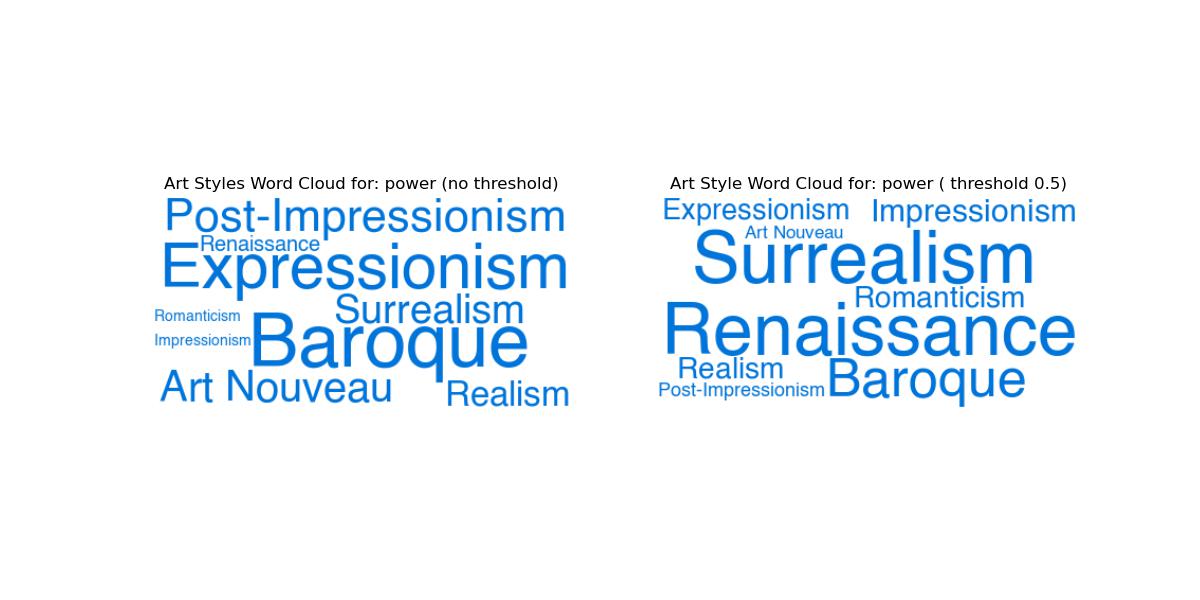 Art Styles Word Cloud for: power (no threshold)
Post-Impressionism
Renaissance
Expressionism
Surrealism
Romanticism
Baroque
Impressionism
Art Nouveau
Realism
Art Style Word Cloud for: power ( threshold 0.5)
Expressionism
Impressionism
Art Nouveau
Surrealism
Romanticism
Renaissance
Realism
Baroque
Post-Impressionism